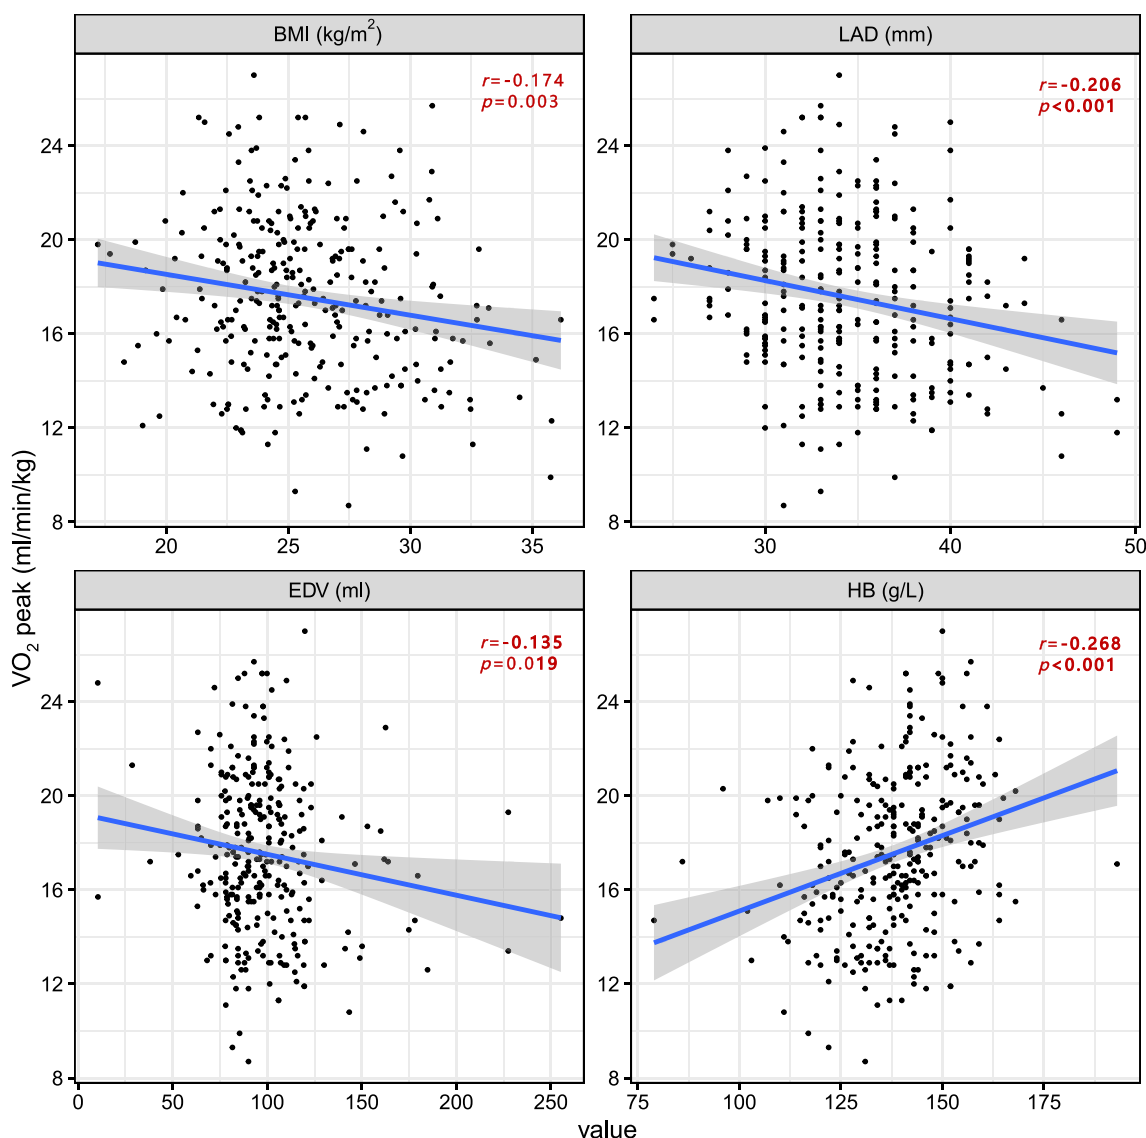 BMI (kg/m²)
LAD (mm)
r=-0.174
p=0.003
r=-0.206
p<0.001
24
20
16
12
8
24
20
16
12
8
20 25 30 35
30 40 50
EDV (ml)
HB (g/L)
r=-0.135
p=0.019
r=-0.268
p<0.001
24
20
16
12
8
24
20
16
12
8
0 50 100 150 200 250
75 100 125 150 175
VO₂ peak (ml/min/kg)
value